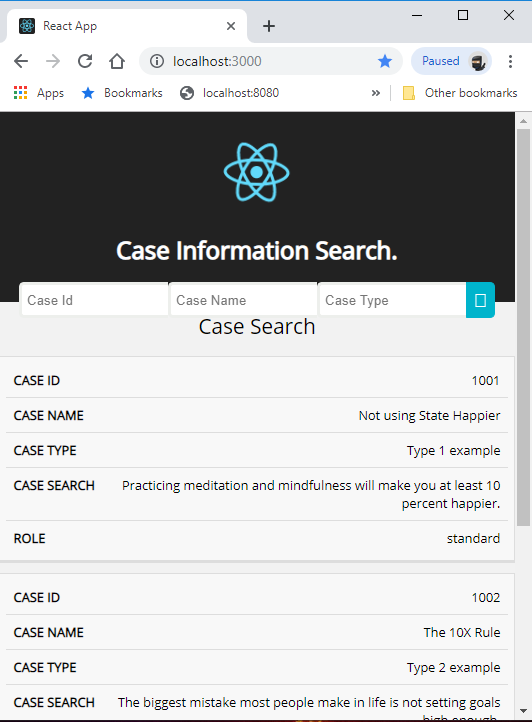 React App
localhost:3000
Paused
Apps
Bookmarks
localhost:8080
»
Other bookmarks
Case Information Search.
Case Id
Case Name
Case Type
Case Search
CASE ID 1001
CASE NAME Not using State Happier
CASE TYPE Type 1 example
CASE SEARCH Practicing meditation and mindfulness will make you at least 10
percent happier.
ROLE standard
CASE ID 1002
CASE NAME The 10X Rule
CASE TYPE Type 2 example
CASE SEARCH The biggest mistake most people make in life is not setting goals
high enough.